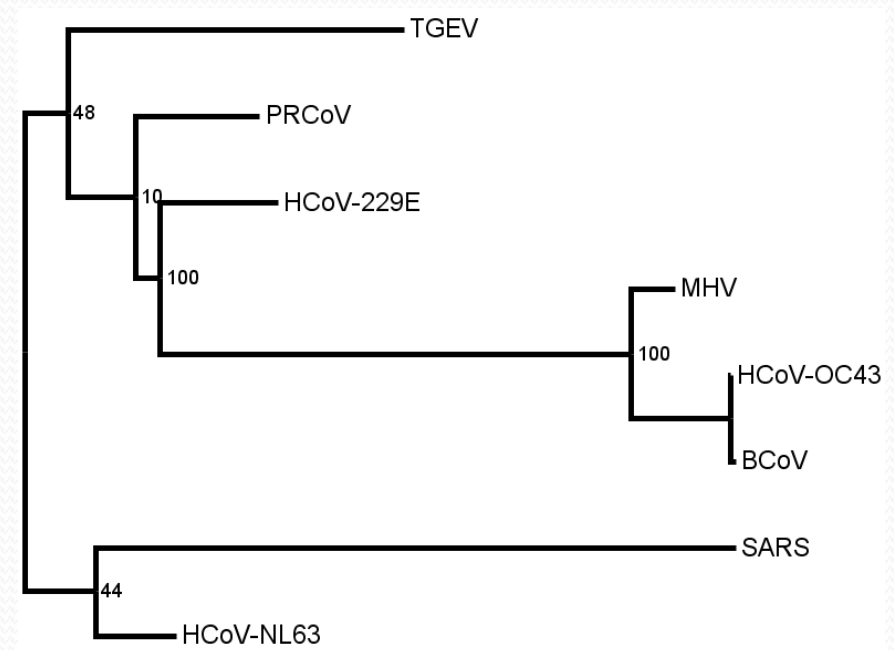 TGEV
48
PRCoV
10
HCoV-229E
100
MHV
100
HCoV-OC43
BCoV
SARS
44
HCoV-NL63